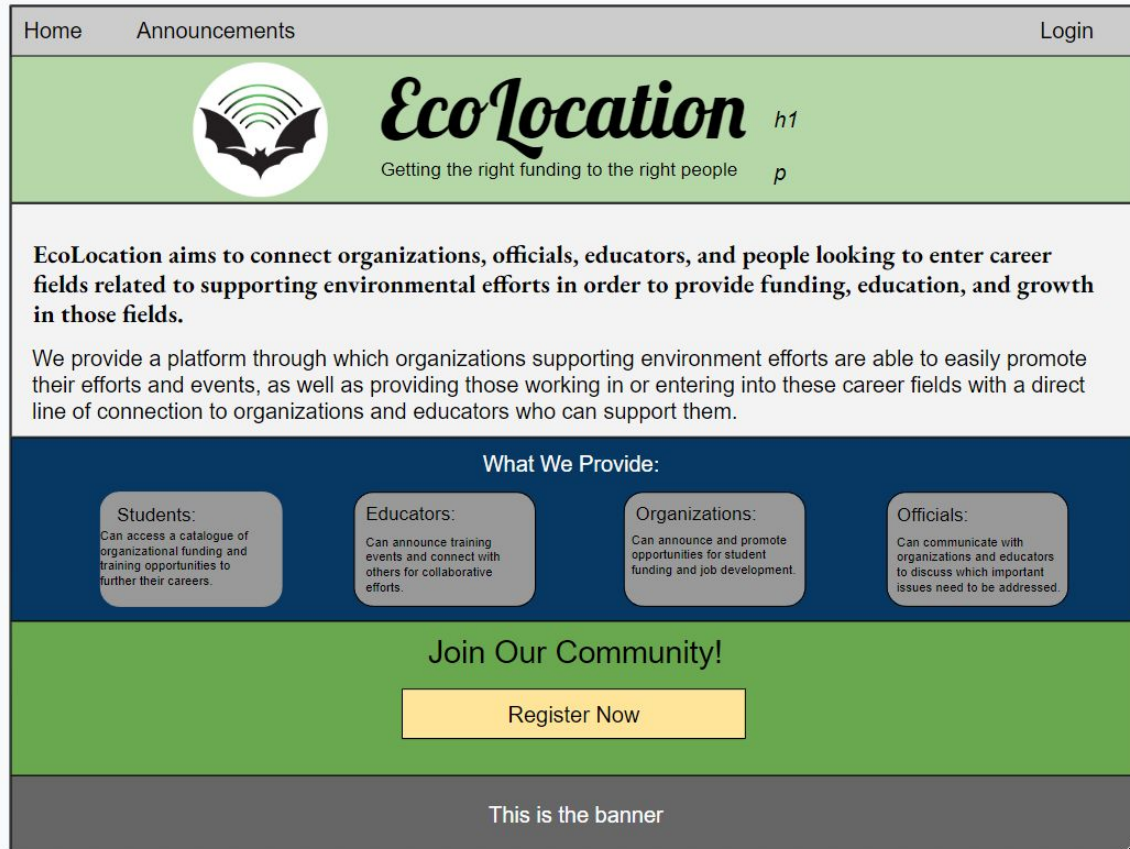 Home Announcements Login
EcoLocation h1
Getting the right funding to the right people p
EcoLocation aims to connect organizations, officials, educators, and people looking to enter career
fields related to supporting environmental efforts in order to provide funding, education, and growth
in those fields.
We provide a platform through which organizations supporting environment efforts are able to easily promote
their efforts and events, as well as providing those working in or entering into these career fields with a direct
line of connection to organizations and educators who can support them.
What We Provide:
Students:
Can access a catalogue of
organizational funding and
training opportunities to
further their careers.
Educators:
Can announce training
events and connect with
others for collaborative
efforts.
Organizations:
Can announce and promote
opportunities for student
funding and job development.
Officials:
Can communicate with
organizations and educators
to discuss which important
issues need to be addressed.
Join Our Community!
Register Now
This is the banner